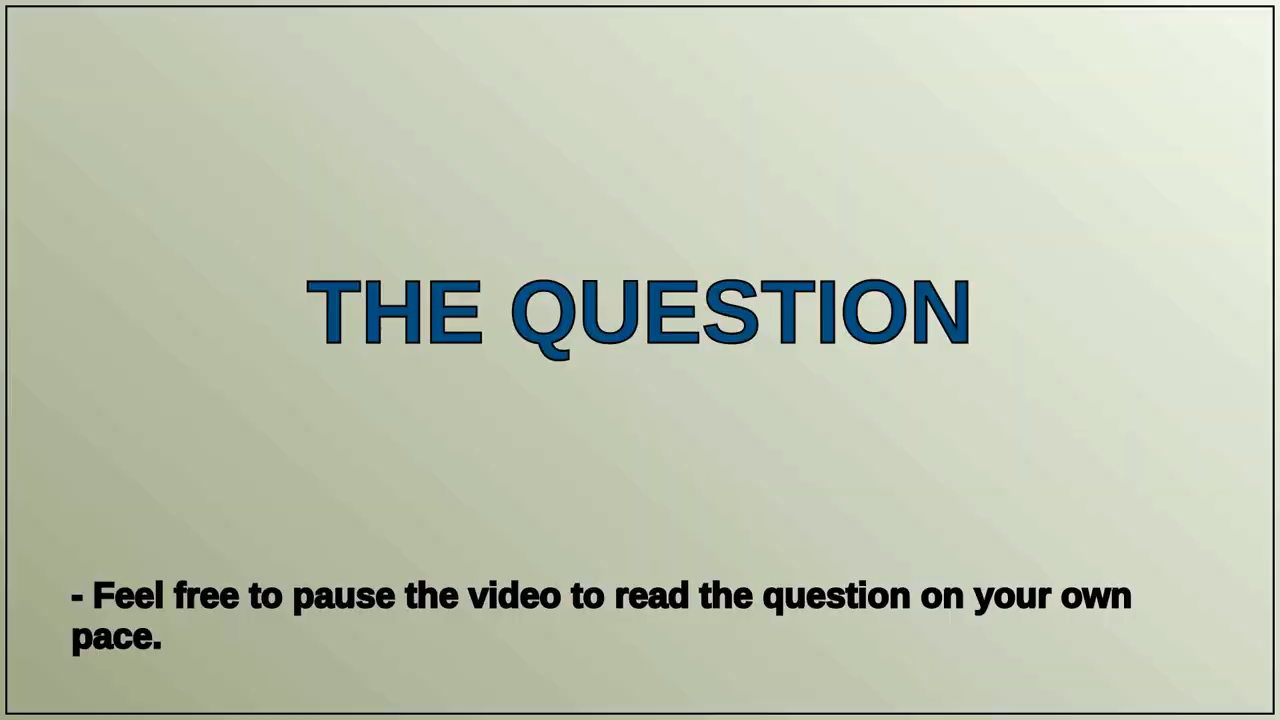 THE QUESTION
- Feel free to pause the video to read the question on your own
pace.